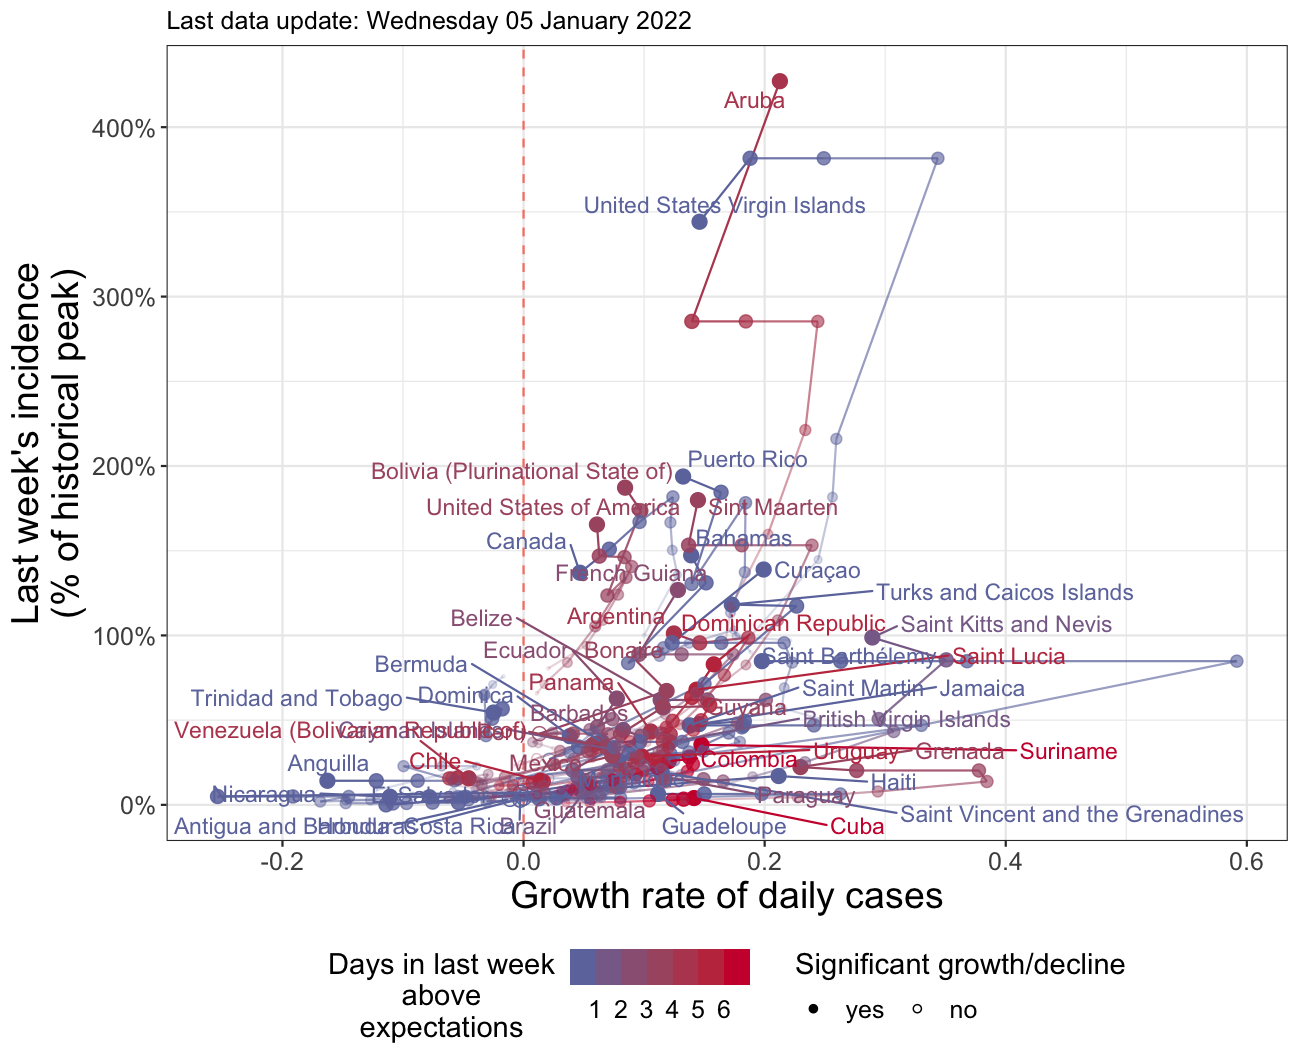 Last data update: Wednesday 05 January 2022
Aruba
400%
United States Virgin Islands
300%
Last week's incidence
(% of historical peak)
200%
Puerto Rico
Bolivia (Plurinational State of)
United States of America
Sint Maarten
Canada
Bahamas
French Guiana
Curaçao
Turks and Caicos Islands
Belize
Argentina
Dominican Republic
Saint Kitts and Nevis
100%
Ecuador
Bonaire
Saint Barthélemy
Saint Lucia
Bermuda
Panama
Saint Martin
Jamaica
Trinidad and Tobago
Dominica
Barbados
Guyana
British Virgin Islands
Venezuela (Bolivarian Republic of)
Cayman Islands
Peru
Anguilla
Chile
Mexico
Colombia
Uruguay
Grenada
Suriname
Haiti
Nicaragua
El Salvador
Paraguay
0%
Guatemala
Saint Vincent and the Grenadines
Antigua and Barbuda
Honduras
Costa Rica
Brazil
Guadeloupe
Cuba
-0.2
0.0
0.2
0.4
0.6
Growth rate of daily cases
Days in last week
above
expectations
1 2 3 4 5 6
Significant growth/decline
yes
no